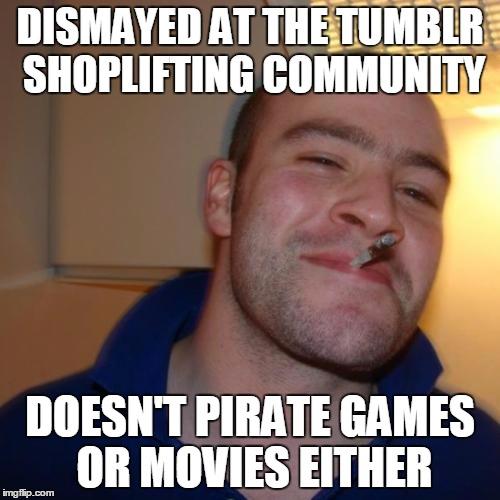 DISMAYED AT THE TUMBLR
SHOPLIFTING COMMUNITY
DOESN'T PIRATE GAMES
OR MOVIES EITHER
imgflip.com